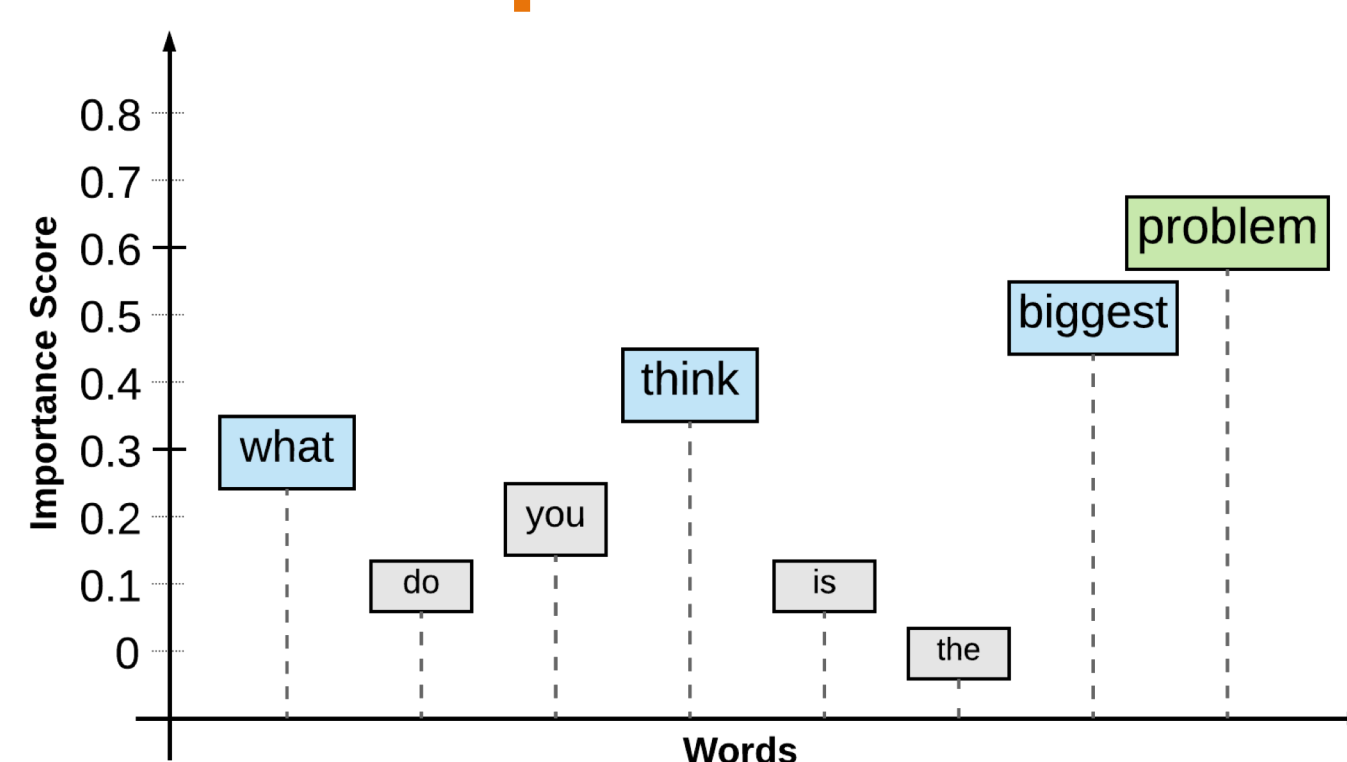 0.8
0.7
0.6
0.5
0.4
0.3
0.2
0.1
0
Importance Score
what
do
you
think
is
the
biggest
problem
Words